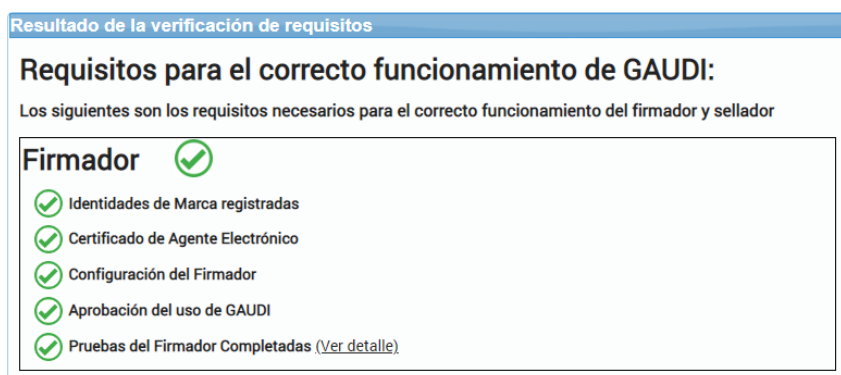 Resultado de la verificación de requisitos
Requisitos para el correcto funcionamiento de GAUDI:
Los siguientes son los requisitos necesarios para el correcto funcionamiento del firmador y sellador
Firmador
Identidades de Marca registradas
Certificado de Agente Electrónico
Configuración del Firmador
Aprobación del uso de GAUDI
Pruebas del Firmador Completadas (Ver detalle)